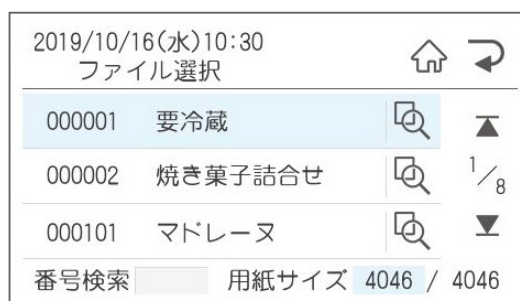 2019/10/16(水)10:30
ファイル選択
000001 要冷蔵
000002 焼き菓子詰合せ
1/8
000101 マドレーヌ
番号検索 用紙サイズ 4046 / 4046